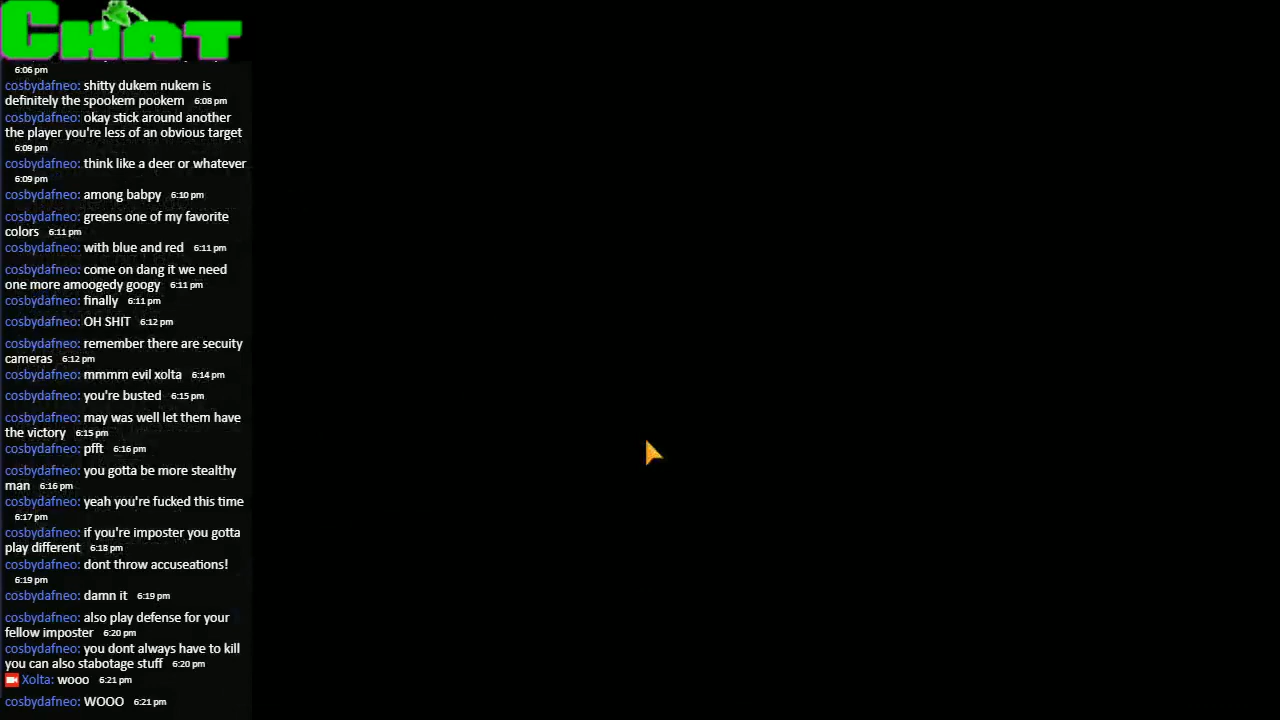 Chat
6:06 pm
cosbydafneo: shitty dukem nukem is
definitely the spookem pookem 6:08 pm
cosbydafneo: okay stick around another
the player you're less of an obvious target
6:09 pm
cosbydafneo: think like a deer or whatever
6:09 pm
cosbydafneo: among babpy 6:10 pm
cosbydafneo: greens one of my favorite
colors 6:11 pm
cosbydafneo: with blue and red 6:11 pm
cosbydafneo: come on dang it we need
one more amoogedy googy 6:11 pm
cosbydafneo: finally 6:11 pm
cosbydafneo: OH SHIT 6:12 pm
cosbydafneo: remember there are secuity
cameras 6:12 pm
cosbydafneo: mmmm evil xolta 6:14 pm
cosbydafneo: you're busted 6:15 pm
cosbydafneo: may was well let them have
the victory 6:15 pm
cosbydafneo: pfft 6:16 pm
cosbydafneo: you gotta be more stealthy
man 6:16 pm
cosbydafneo: yeah you're fucked this time
6:17 pm
cosbydafneo: if you're imposter you gotta
play different 6:18 pm
cosbydafneo: dont throw accuseations!
6:19 pm
cosbydafneo: damn it 6:19 pm
cosbydafneo: also play defense for your
fellow imposter 6:20 pm
cosbydafneo: you dont always have to kill
you can also stabotage stuff 6:20 pm
Xolta: wooo 6:21 pm
cosbydafneo: WOOO 6:21 pm